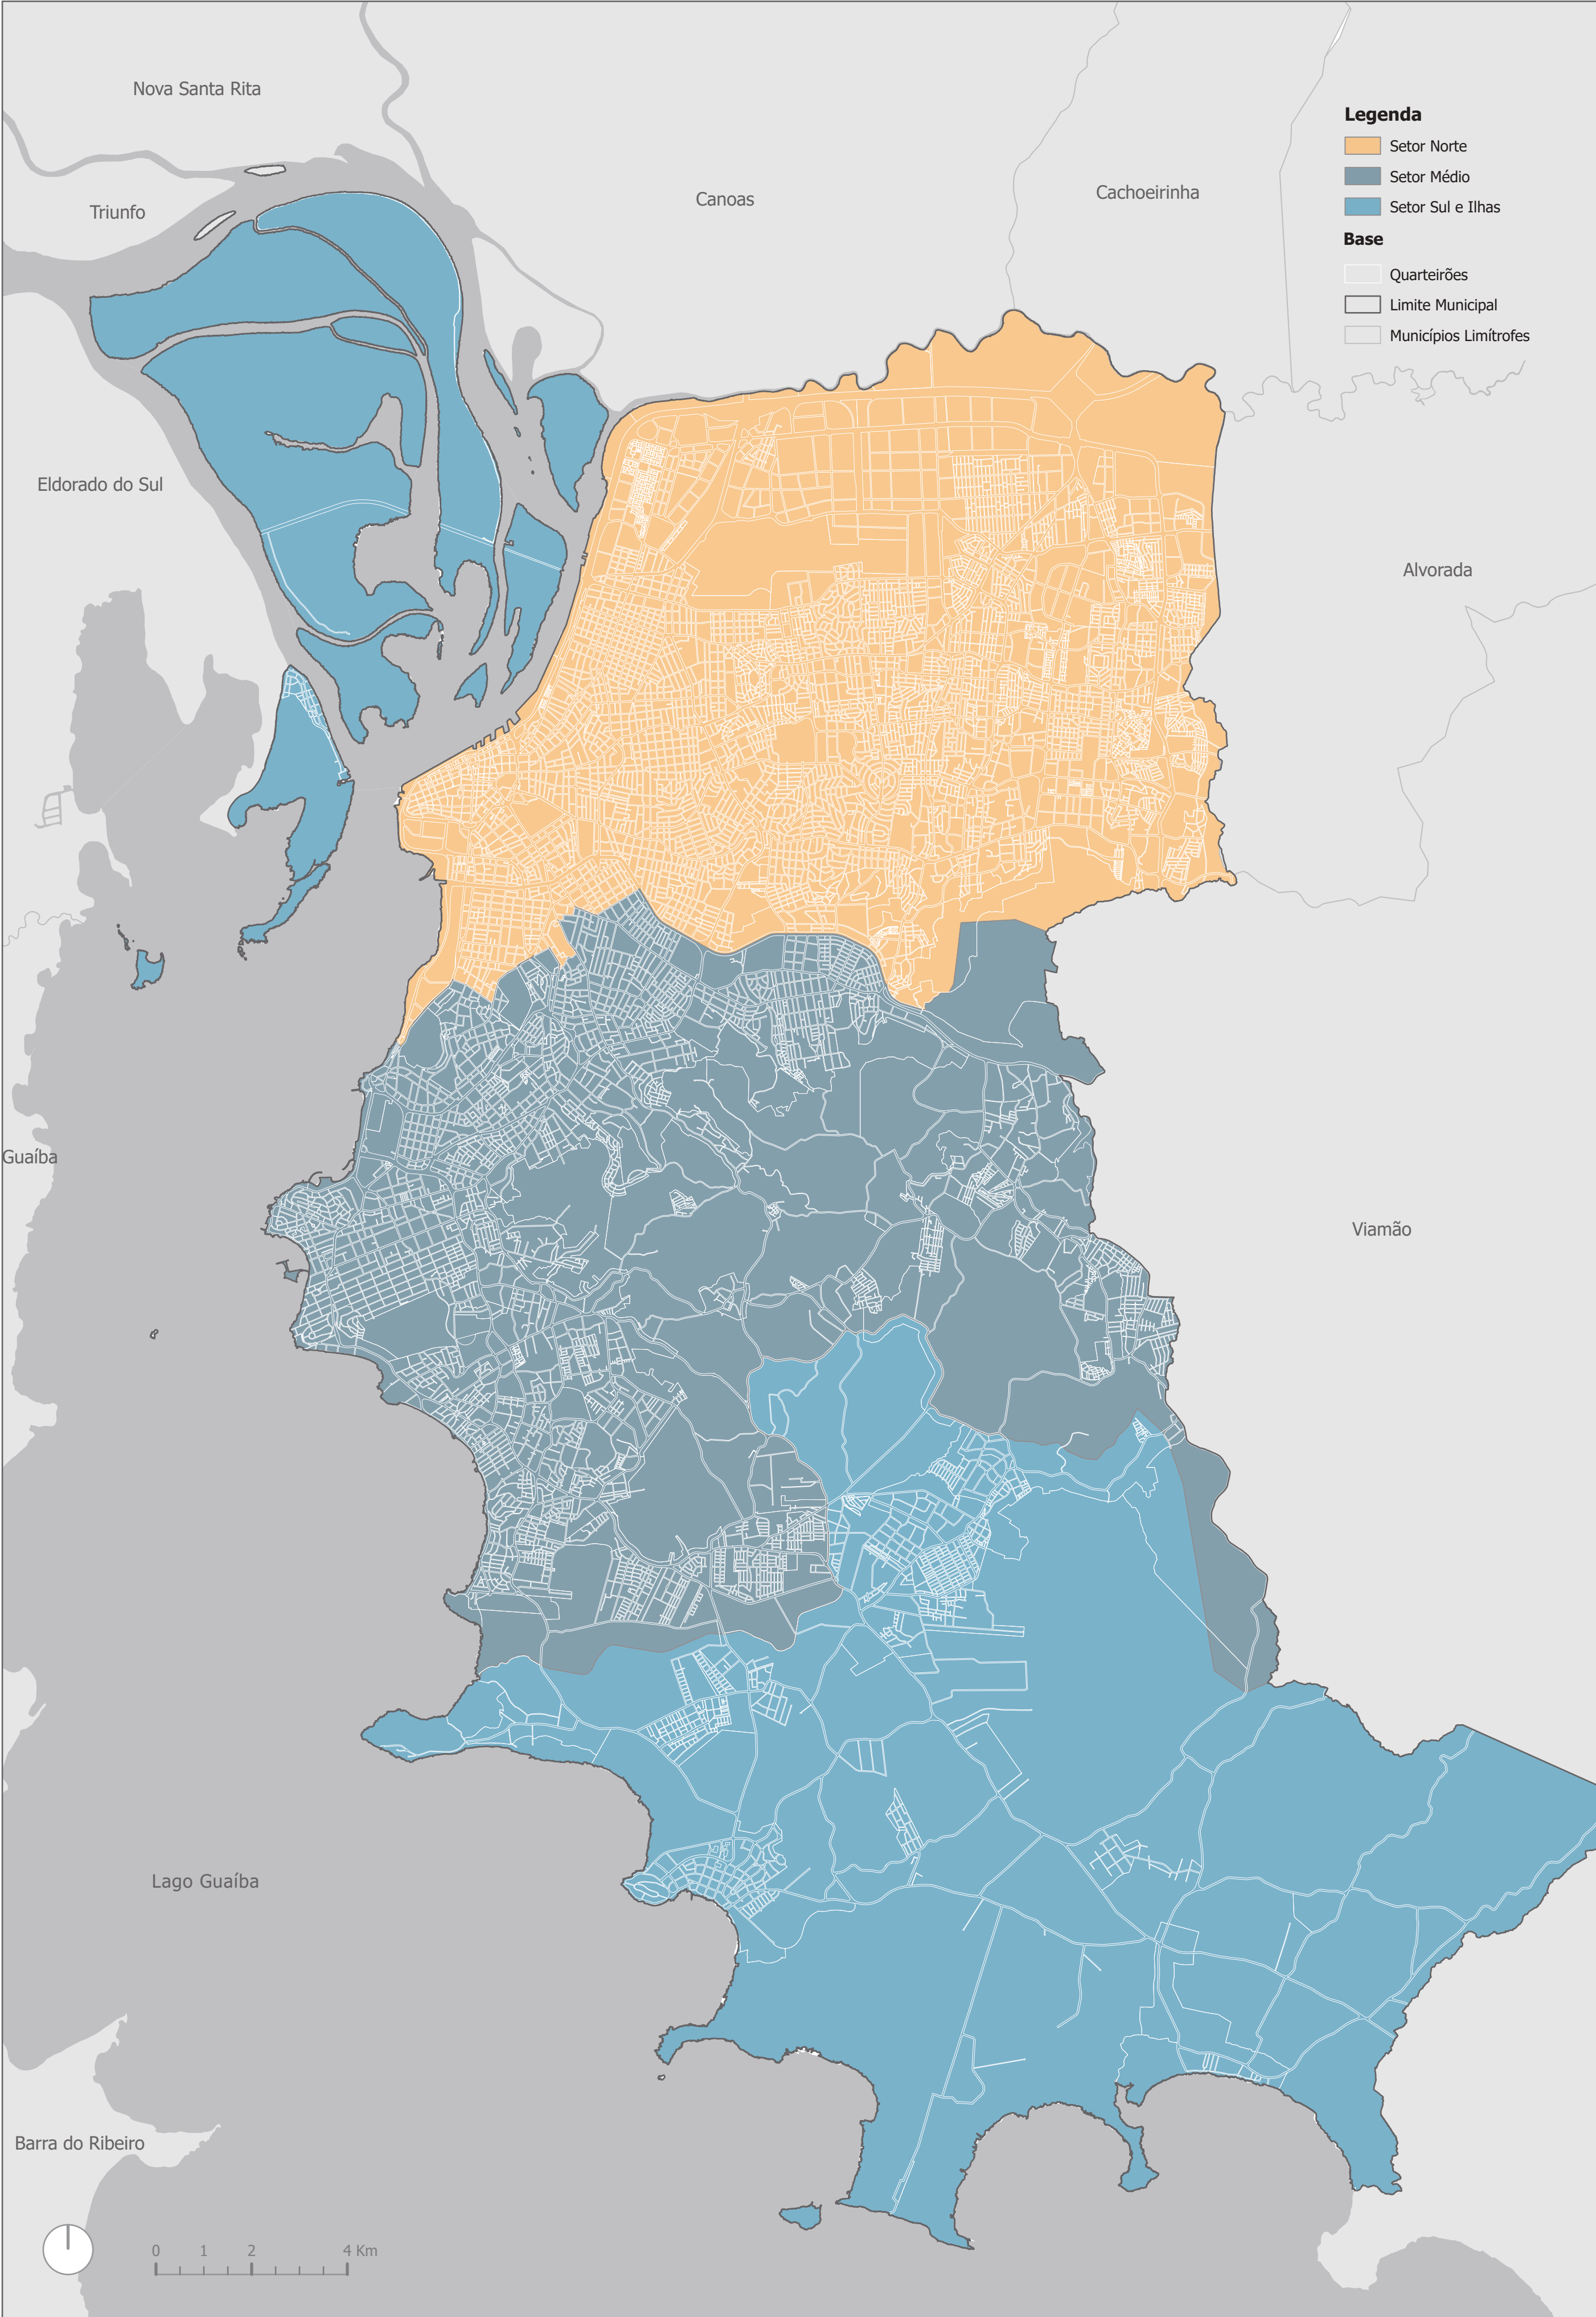 Nova Santa Rita
Legenda
Setor Norte
Setor Médio
Setor Sul e Ilhas
Base
Quarteirões
Limite Municipal
Municípios Limítrofes
Triunfo
Canoas
Cachoeirinha
Eldorado do Sul
Alvorada
Guaíba
Viamão
Lago Guaíba
Barra do Ribeiro
0 1 2 4 Km